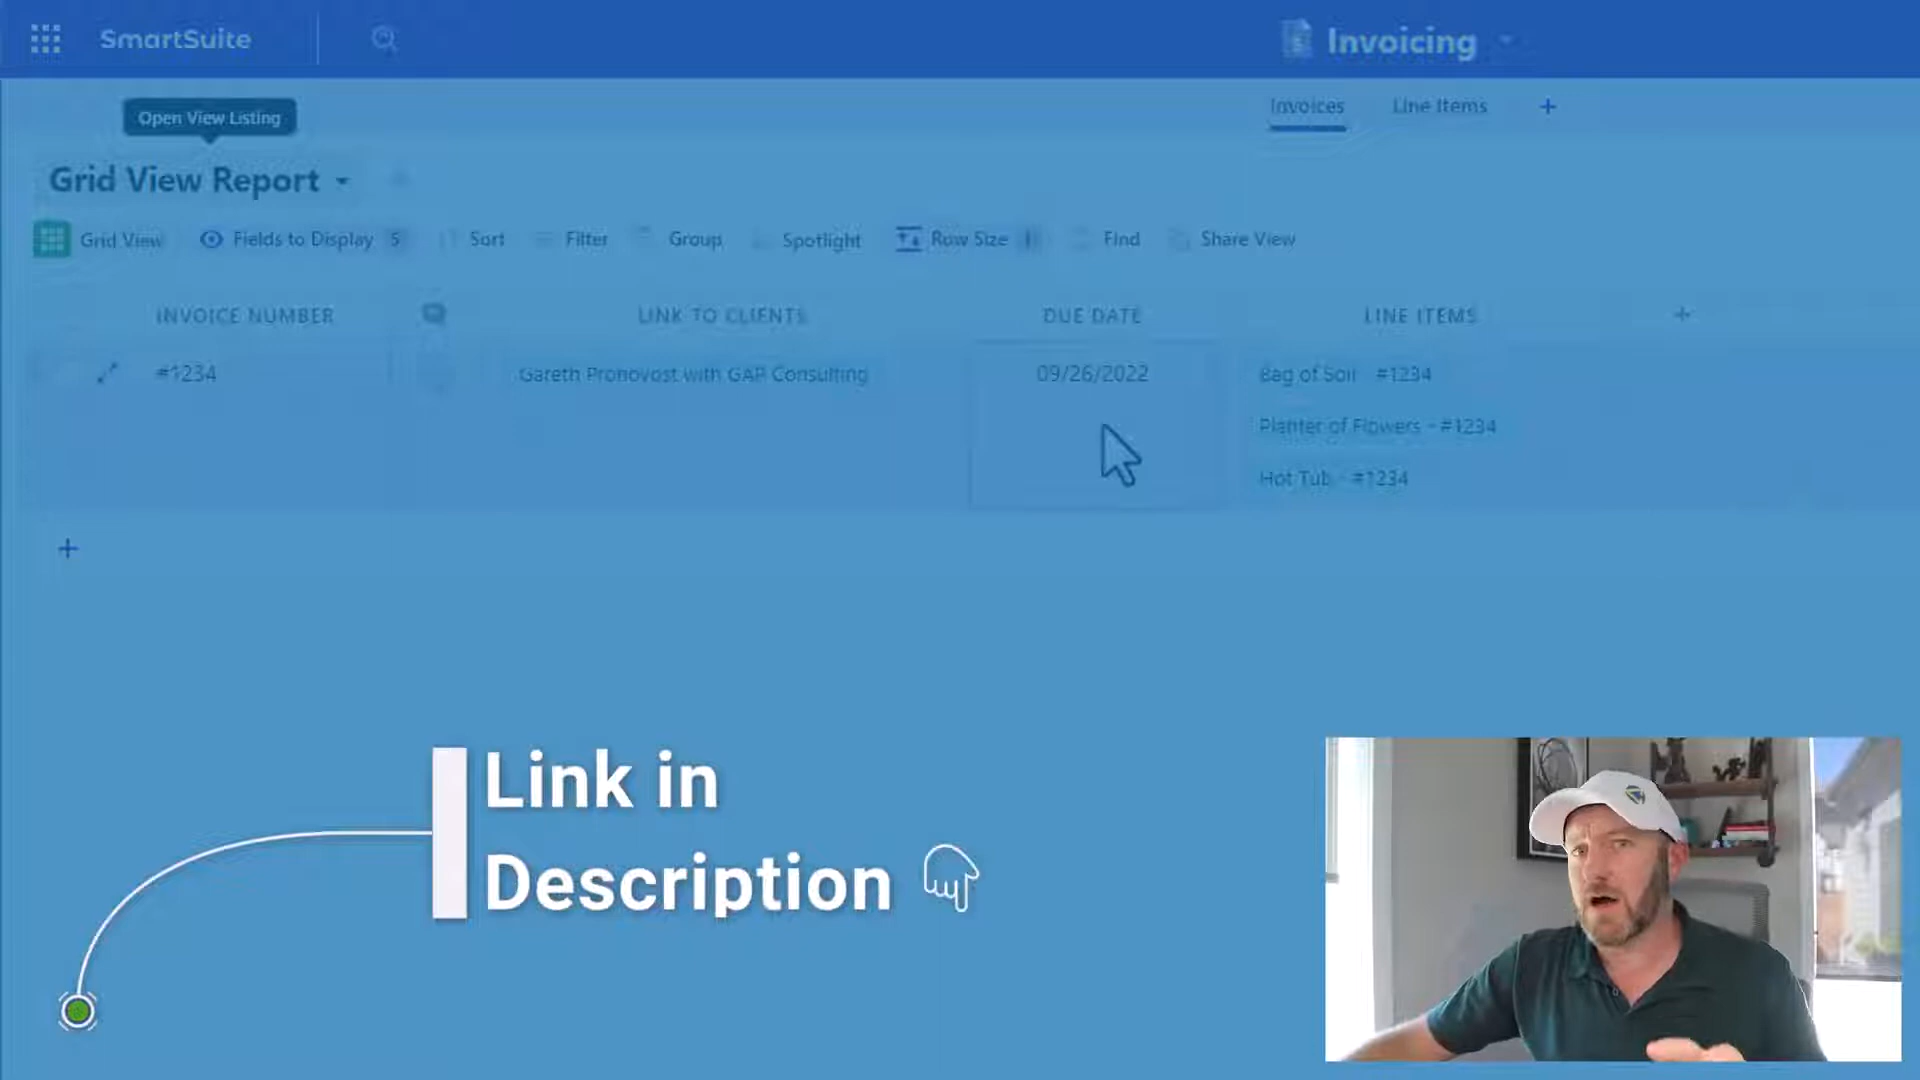 SmartSuite
Invoicing
Invoices Line Items +
Open View Listing
Grid View Report
Grid View Fields to Display 5 Sort Filter Group Spotlight Row Size Find Share View
INVOICE NUMBER LINK TO CLIENTS DUE DATE LINE ITEMS +
#1234 Gareth Pronovost with GAP Consulting 09/26/2022 Bag of Soil - #1234
Planter of Flowers - #1234
Hot Tub - #1234
+
Link in
Description